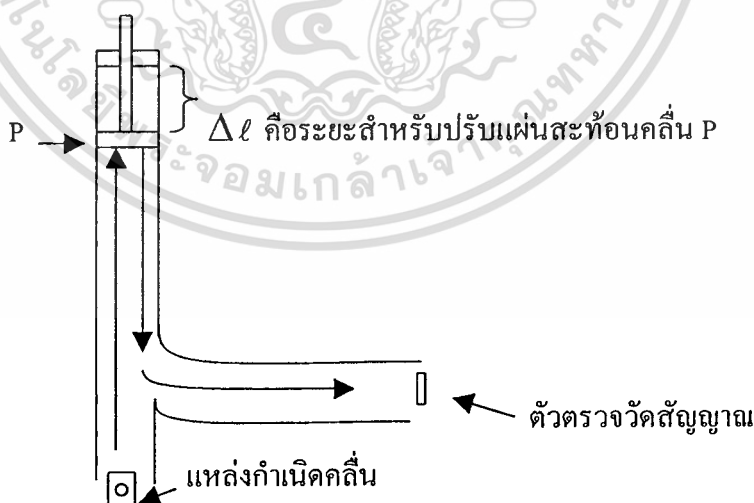 P
Δℓ คือระยะสำหรับปรับแผ่นสะท้อนคลื่น P
ตัวตรวจวัดสัญญาณ
แหล่งกำเนิดคลื่น